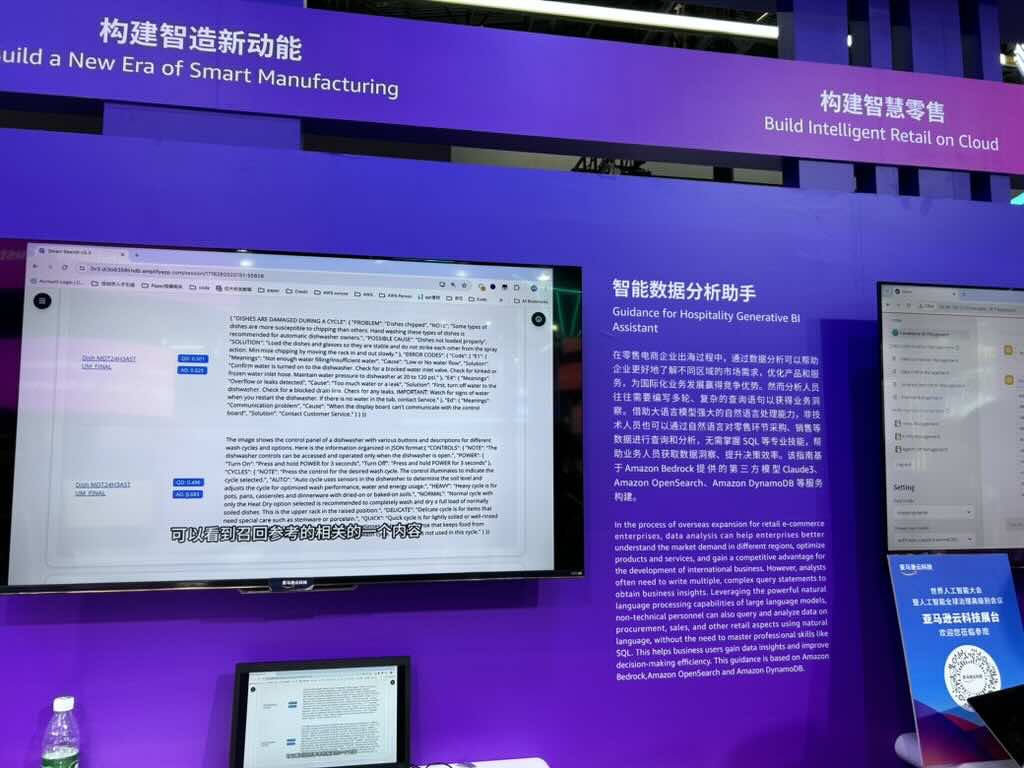 构建智造新动能
uild a New Era of Smart Manufacturing
构建智慧零售
Build Intelligent Retail on Cloud
Smart Search v3.3
paper
Credit
AWS
code
All Bookmarks
{ "DISHES ARE DAMAGED DURING A CYCLE": { "PROBLEM": "Dishes chipped", "NOTE": "Some types of
dishes are more susceptible to chipping than others. Hand washing these types of dishes is
recommended for automatic dishwasher owners.", "POSSIBLE CAUSE": "Dishes not loaded properly",
"SOLUTION": "Load the dishes and glasses so they are stable and do not strike each other from the spray
action. Minimize chipping by moving the rack in and out slowly." }, "ERROR CODES": { "Code": { "E1": {
"Meanings": "Not enough water filling/insufficient water", "Cause": "Low or No water flow", "Solution":
"Confirm water is turned on to the dishwasher. Check for a blocked water inlet valve. Check for kinked or
frozen water inlet hose. Maintain water pressure to dishwasher at 20 to 120 psi." }, "E4": { "Meanings":
"Overflow or leaks detected", "Cause": "Too much water or a leak", "Solution": "First, turn off water to the
dishwasher. Check for a blocked drain line. Check for any leaks. IMPORTANT: Watch for signs of water
when you restart the dishwasher. If there is no water in the tab, contact Service." }, "Ed": { "Meanings":
"Communication problem", "Cause": "When the display board can't communicate with the control
board", "Solution": "Contact Customer Service." } } }}
Dish MDT24H3AST
UM_FINAL
The image shows the control panel of a dishwasher with various buttons and descriptions for different
wash cycles and options. Here is the information organized in JSON format:{ "CONTROLS": { "NOTE": "The
dishwasher controls can be accessed and operated only when the dishwasher is open.", "POWER": {
"Turn On": "Press and hold POWER for 3 seconds", "Turn Off": "Press and hold POWER for 3 seconds" },
"CYCLES": { "NOTE": "Press the control for the desired wash cycle. The control illuminates to indicate the
cycle selected.", "AUTO": "Auto cycle uses sensors in the dishwasher to determine the soil level and
adjusts the cycle for optimized wash performance, water and energy usage.", "HEAVY": "Heavy cycle is for
pots, pans, casseroles and dinnerware with dried-on or baked-on soils.", "NORMAL": "Normal cycle with
only the Heat Dry option selected is recommended to completely wash and dry a full load of normally
soiled dishes. This is the upper rack in the raised position.", "DELICATE": "Delicate cycle is for items that
need special care such as stemware or porcelain.", "QUICK": "Quick cycle is for lightly soiled or well-rinsed
Dish MDT24H3AST
UM_FINAL
可以看到召回参考的相关的一个内容
亚马逊云科技
智能数据分析助手
Guidance for Hospitality Generative BI
Assistant
在零售电商企业出海过程中，通过数据分析可以帮助
企业更好地了解不同区域的市场需求，优化产品和服
务，为国际化业务发展赢得竞争优势。然而分析人员
往往需要编写多轮、复杂的查询语句以获得业务洞
察。借助大语言模型强大的自然语言处理能力，非技
术人员也可以通过自然语言对零售环节采购、销售等
数据进行查询和分析，无需掌握 SQL 等专业技能，帮
助业务人员获取数据洞察、提升决策效率。该指南基
于 Amazon Bedrock 提供的第三方模型 Claude3、
Amazon OpenSearch、Amazon DynamoDB 等服务
构建。
In the process of overseas expansion for retail e-commerce
enterprises, data analysis can help enterprises better
understand the market demand in different regions, optimize
products and services, and gain a competitive advantage for
the development of international business. However, analysts
often need to write multiple, complex query statements to
obtain business insights. Leveraging the powerful natural
language processing capabilities of large language models,
non-technical personnel can also query and analyze data on
procurement, sales, and other retail aspects using natural
language, without the need to master professional skills like
SQL. This helps business users gain data insights and improve
decision-making efficiency. This guidance is based on Amazon
Bedrock,Amazon OpenSearch and Amazon DynamoDB.
Setting
亚马逊云科技
世界人工智能大会
暨人工智能全球治理高级别会议
亚马逊云科技展台
欢迎您莅临参观